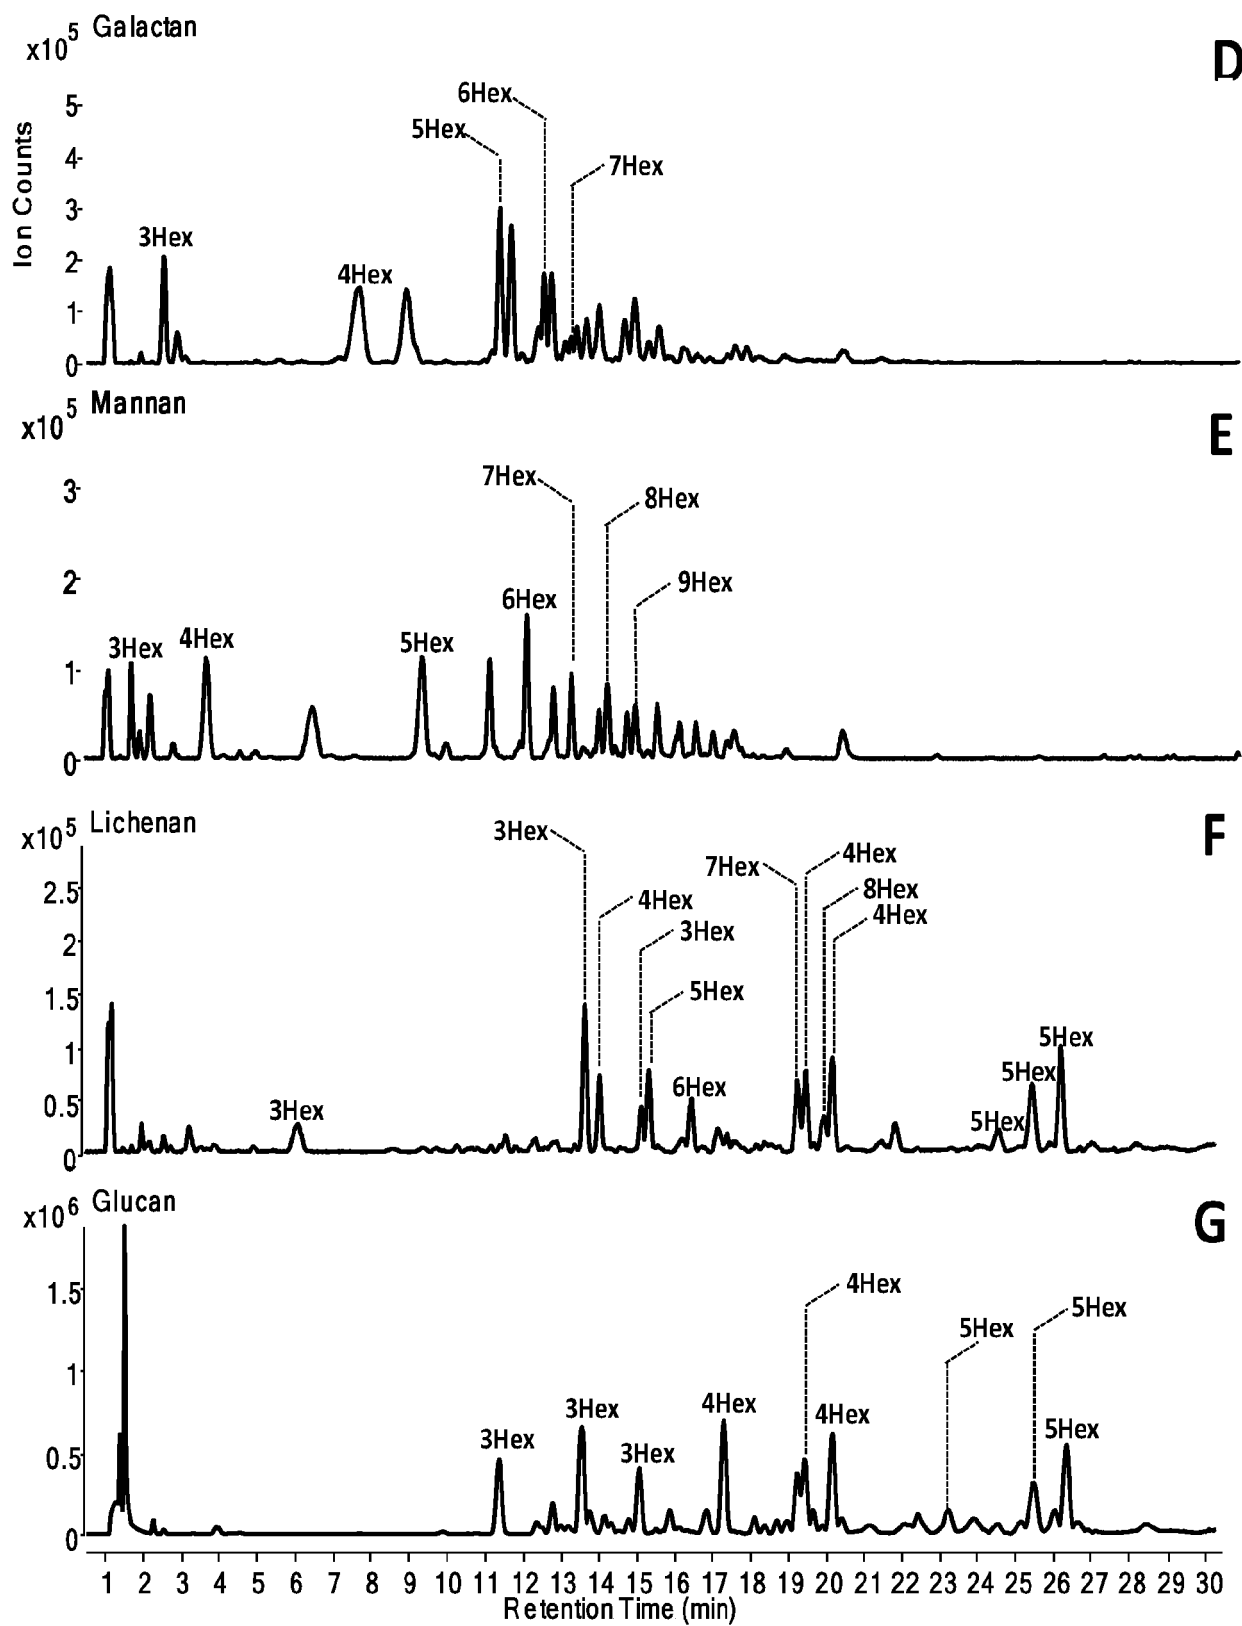 Galactan
x10^5
D
Ion Counts
6Hex
5Hex
7Hex
3Hex
4Hex
5
4
3
2
1
0
Mannan
x10^5
E
7Hex
8Hex
9Hex
6Hex
3Hex
4Hex
5Hex
3
2
1
0
Lichenan
x10^5
F
3Hex
4Hex
7Hex
8Hex
4Hex
4Hex
3Hex
5Hex
5Hex
3Hex
6Hex
5Hex
5Hex
2.5
2
1.5
1
0.5
0
Glucan
x10^6
G
4Hex
5Hex
5Hex
3Hex
3Hex
3Hex
4Hex
4Hex
5Hex
1.5
1
0.5
0
1 2 3 4 5 6 7 8 9 10 11 12 13 14 15 16 17 18 19 20 21 22 23 24 25 26 27 28 29 30
Retention Time (min)